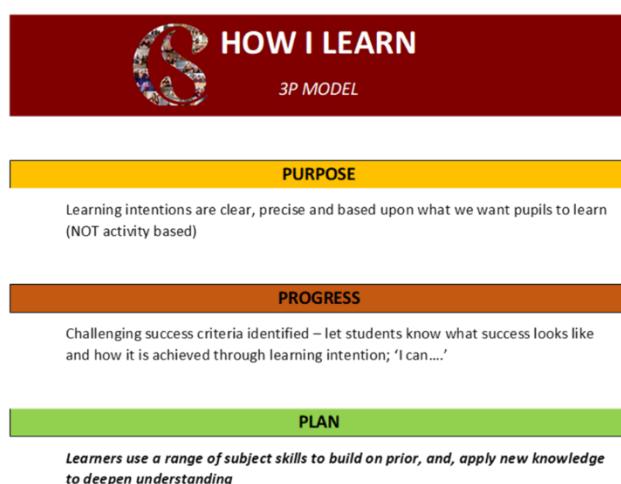 HOW I LEARN
3P MODEL
PURPOSE
Learning intentions are clear, precise and based upon what we want pupils to learn
(NOT activity based)
PROGRESS
Challenging success criteria identified – let students know what success looks like
and how it is achieved through learning intention; ‘I can….’
PLAN
Learners use a range of subject skills to build on prior, and, apply new knowledge
to deepen understanding